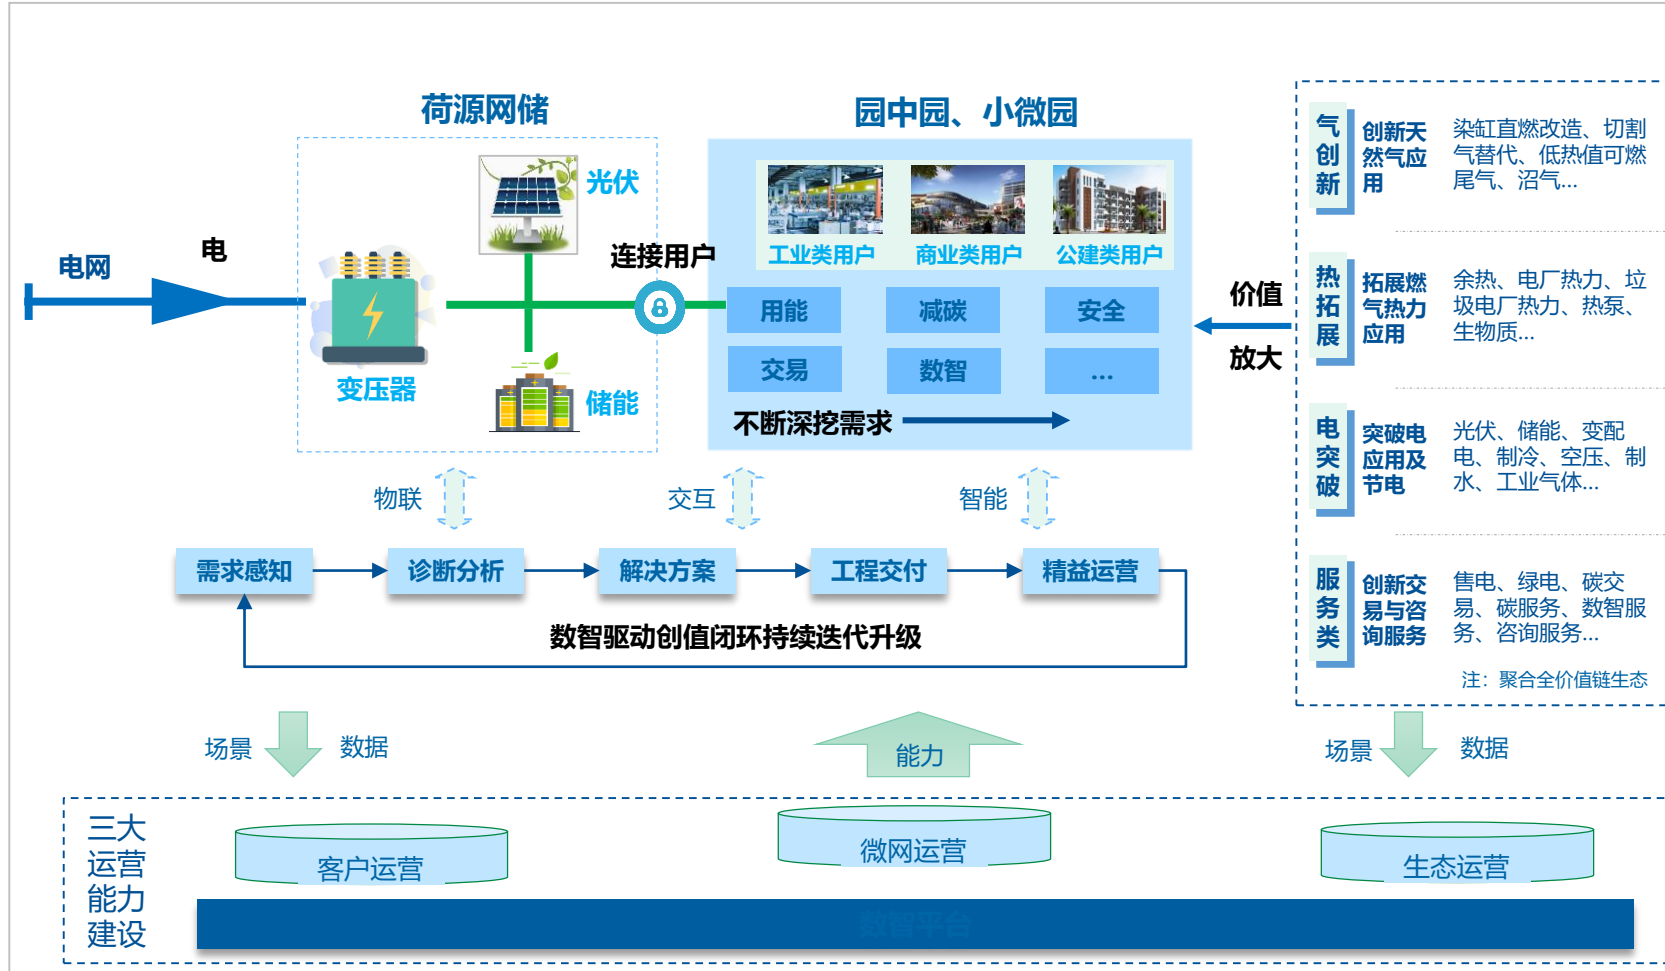 荷源网储
园中园、小微园
电网
电
光伏
变压器
储能
连接用户
工业类用户
商业类用户
公建类用户
用能
减碳
安全
交易
数智
...
不断深挖需求
价值
放大
气创新
创新天
然气应
用
染缸直燃改造、切割
气替代、低热值可燃
尾气、沼气...
热拓展
拓展燃
气热力
应用
余热、电厂热力、垃
圾电厂热力、热泵、
生物质...
电突破
突破电
应用及
节电
光伏、储能、变配
电、制冷、空压、制
水、工业气体...
服务类
创新交
易与咨
询服务
售电、绿电、碳交
易、碳服务、数智服
务、咨询服务...
注：聚合全价值链生态
物联
交互
智能
需求感知
诊断分析
解决方案
工程交付
精益运营
数智驱动创值闭环持续迭代升级
场景
数据
能力
场景
数据
三大
运营
能力
建设
客户运营
微网运营
生态运营
数智平台